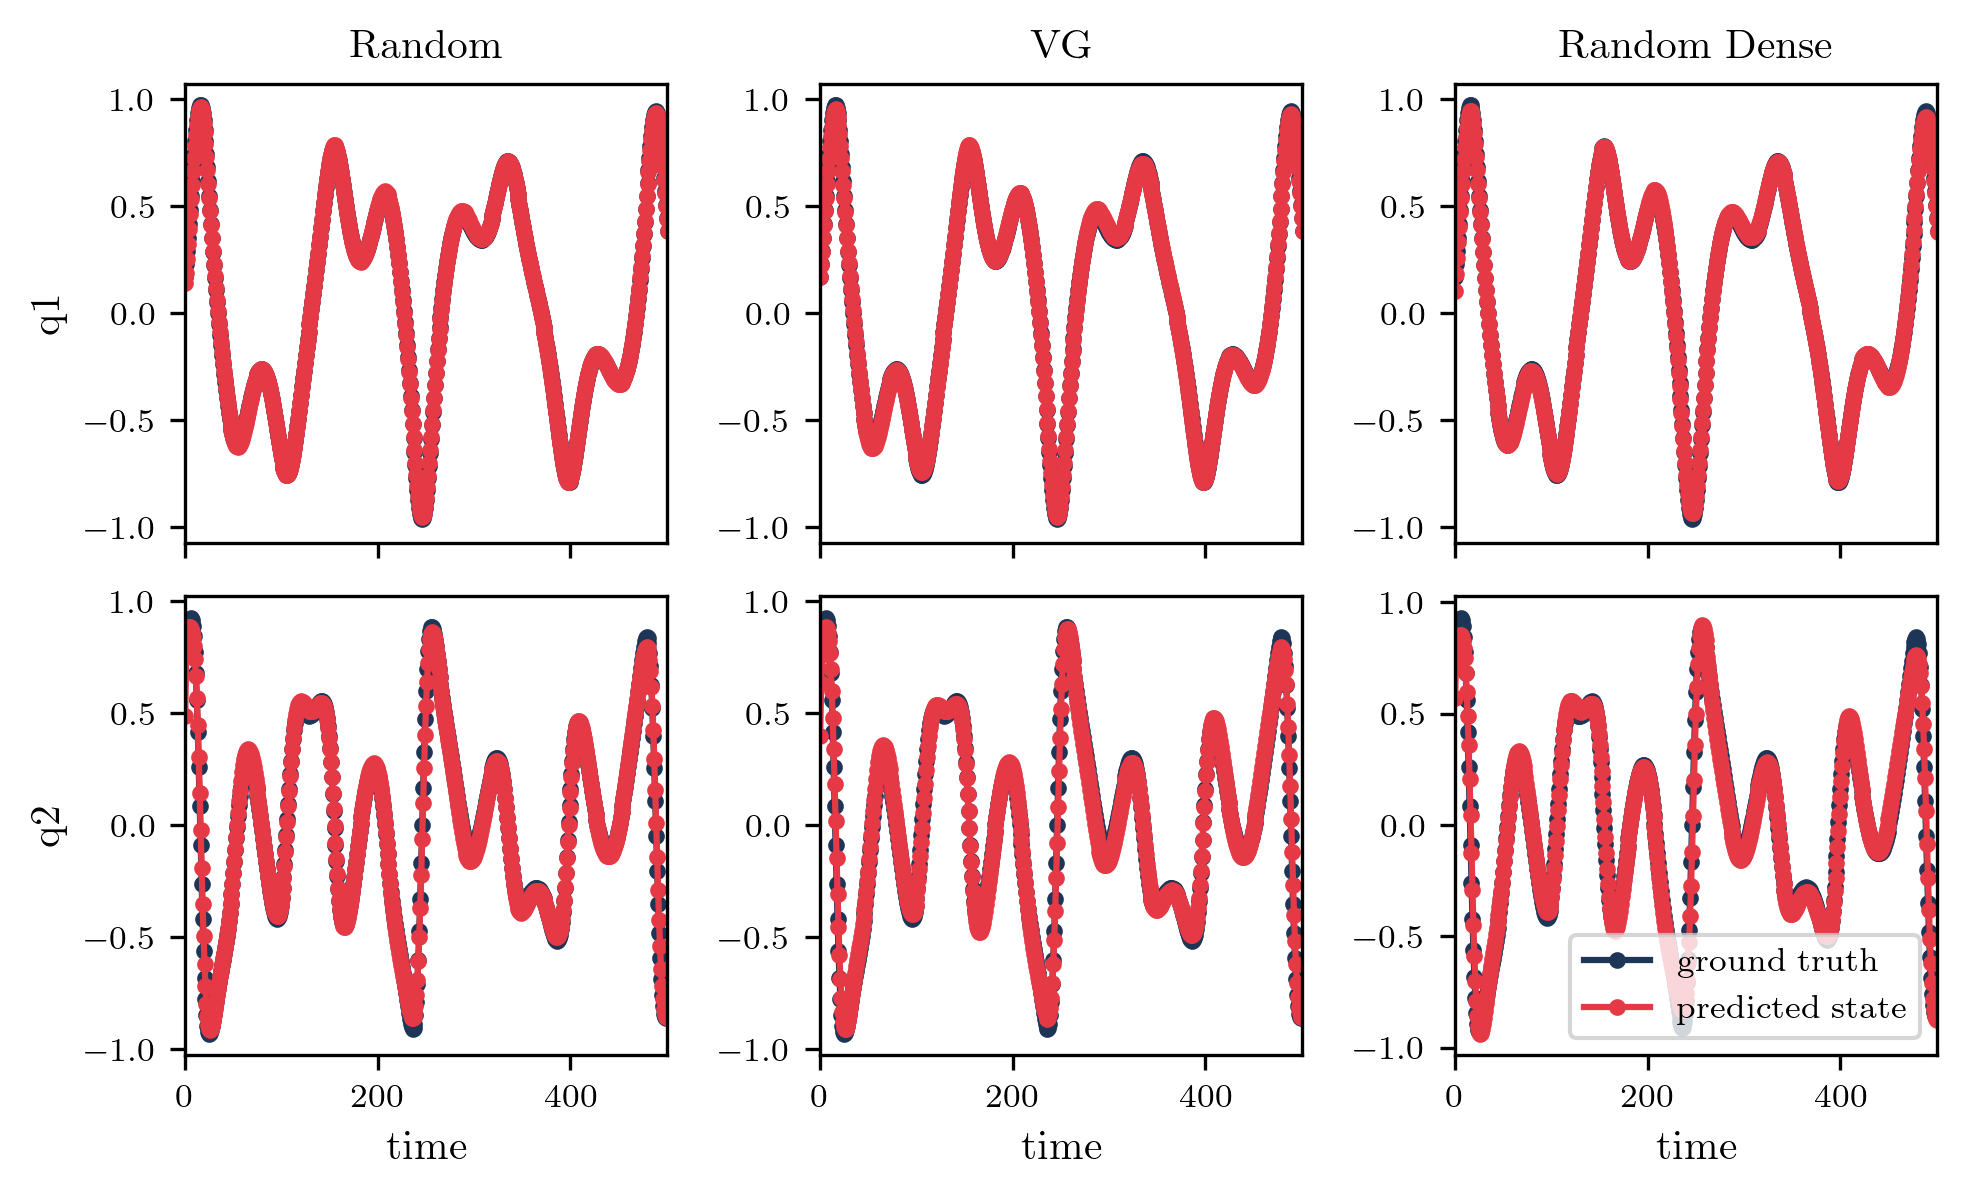 Random VG Random Dense
1.0 1.0 1.0
0.5 0.5 0.5
q1 0.0 0.0 0.0
−0.5 −0.5 −0.5
−1.0 −1.0 −1.0
1.0 1.0 1.0
0.5 0.5 0.5
q2 0.0 0.0 0.0
−0.5 −0.5 −0.5
ground truth
predicted state
−1.0 −1.0 −1.0
0 200 400 0 200 400 0 200 400
time time time